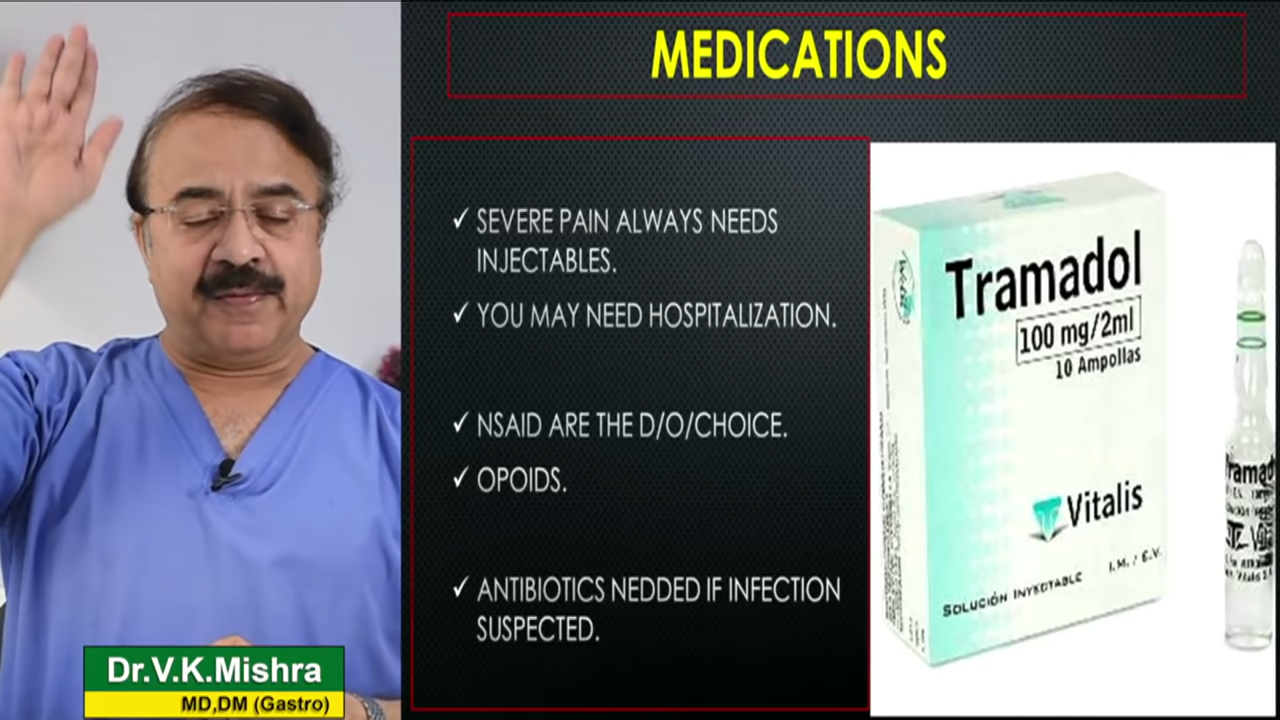 MEDICATIONS
✓ SEVERE PAIN ALWAYS NEEDS
INJECTABLES.
✓ YOU MAY NEED HOSPITALIZATION.
✓ NSAID ARE THE D/O/CHOICE.
✓ OPOIDS.
✓ ANTIBIOTICS NEDDED IF INFECTION
SUSPECTED.
Tramadol
100 mg/2ml
10 Ampollas
Vitalis
I.M. / E.V.
SOLUCIÓN INYECTABLE
Dr.V.K.Mishra
MD,DM (Gastro)